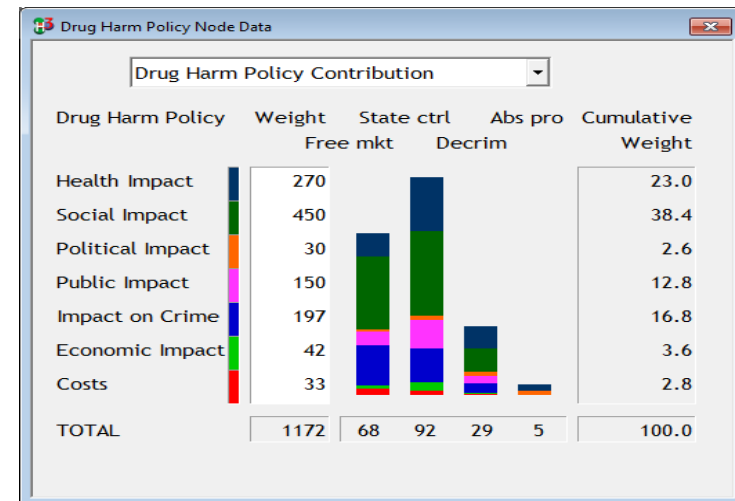 Drug Harm Policy Node Data
Drug Harm Policy Contribution
Drug Harm Policy Weight State ctrl Abs pro Cumulative
Free mkt Decrim Weight
Health Impact 270 23.0
Social Impact 450 38.4
Political Impact 30 2.6
Public Impact 150 12.8
Impact on Crime 197 16.8
Economic Impact 42 3.6
Costs 33 2.8
TOTAL 1172 68 92 29 5 100.0